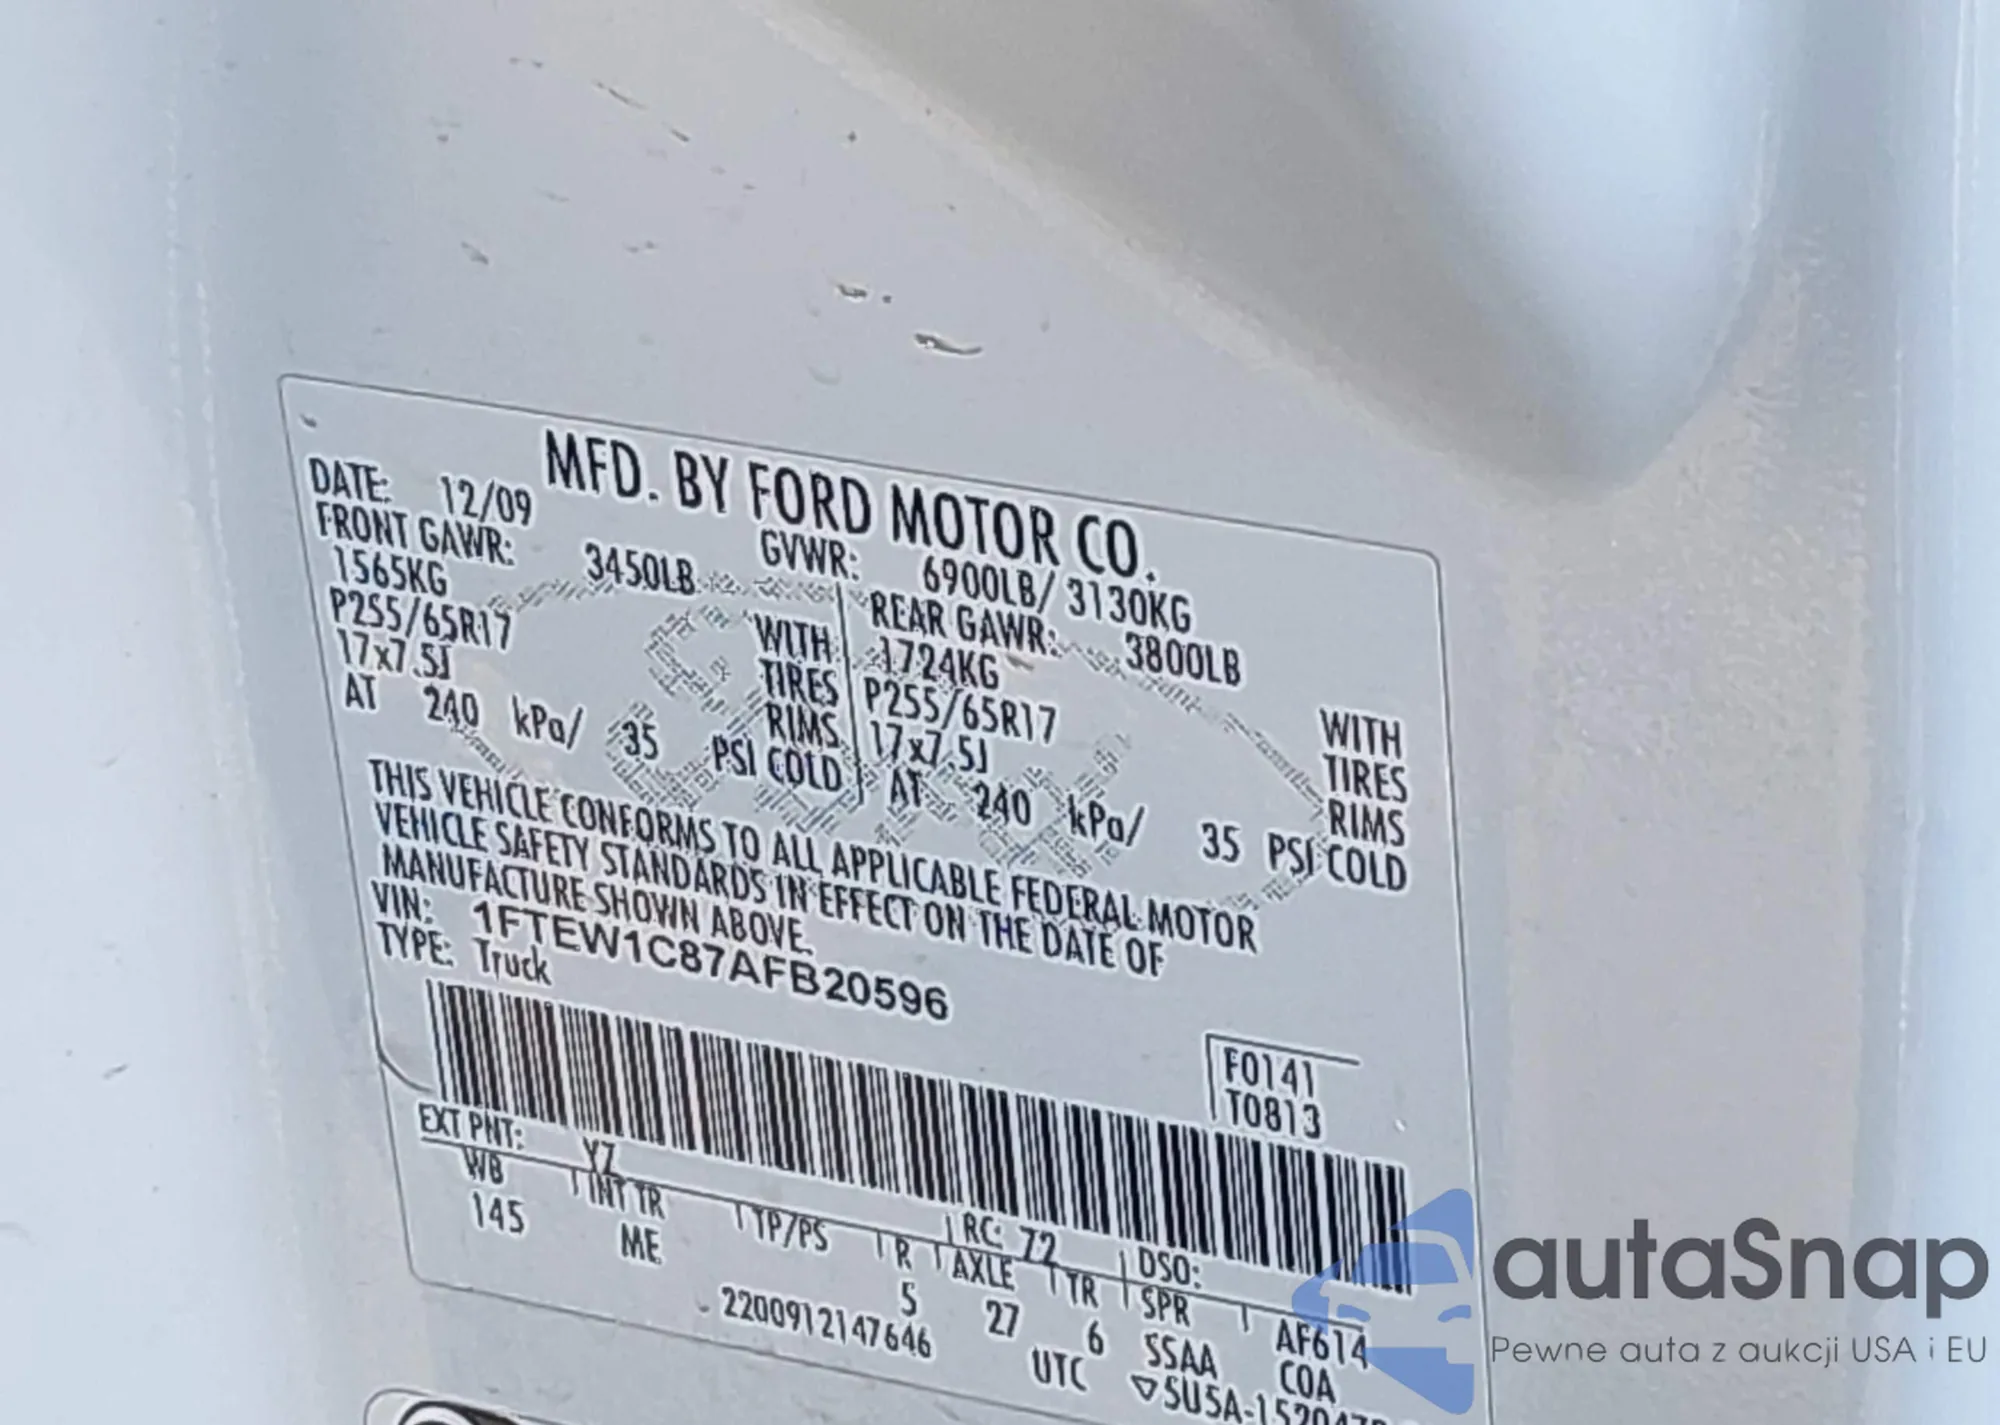 MFD. BY FORD MOTOR CO.
DATE: 12/09 GVWR: 6900LB/ 3130KG
FRONT GAWR: 3450LB REAR GAWR: 3800LB
1565KG WITH 1724KG WITH
P255/65R17 TIRES P255/65R17 TIRES
17x7.5J RIMS 17x7.5J RIMS
AT 240 kPa/ 35 PSI COLD AT 240 kPa/ 35 PSI COLD
THIS VEHICLE CONFORMS TO ALL APPLICABLE FEDERAL MOTOR
VEHICLE SAFETY STANDARDS IN EFFECT ON THE DATE OF
MANUFACTURE SHOWN ABOVE.
VIN: 1FTEW1C87AFB20596
TYPE: Truck
F0141
T0813
EXT PNT: YZ RC: 72 DSO:
WB INT TR TP/PS R AXLE TR SPR AF614
145 ME 5 27 6 SSAA COA
2200912147646 UTC
autaSnap
Pewne auta z aukcji USA i EU